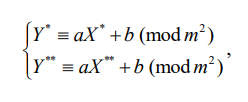 Y* ≡ aX* + b (mod m²)
Y** ≡ aX** + b (mod m²) ,